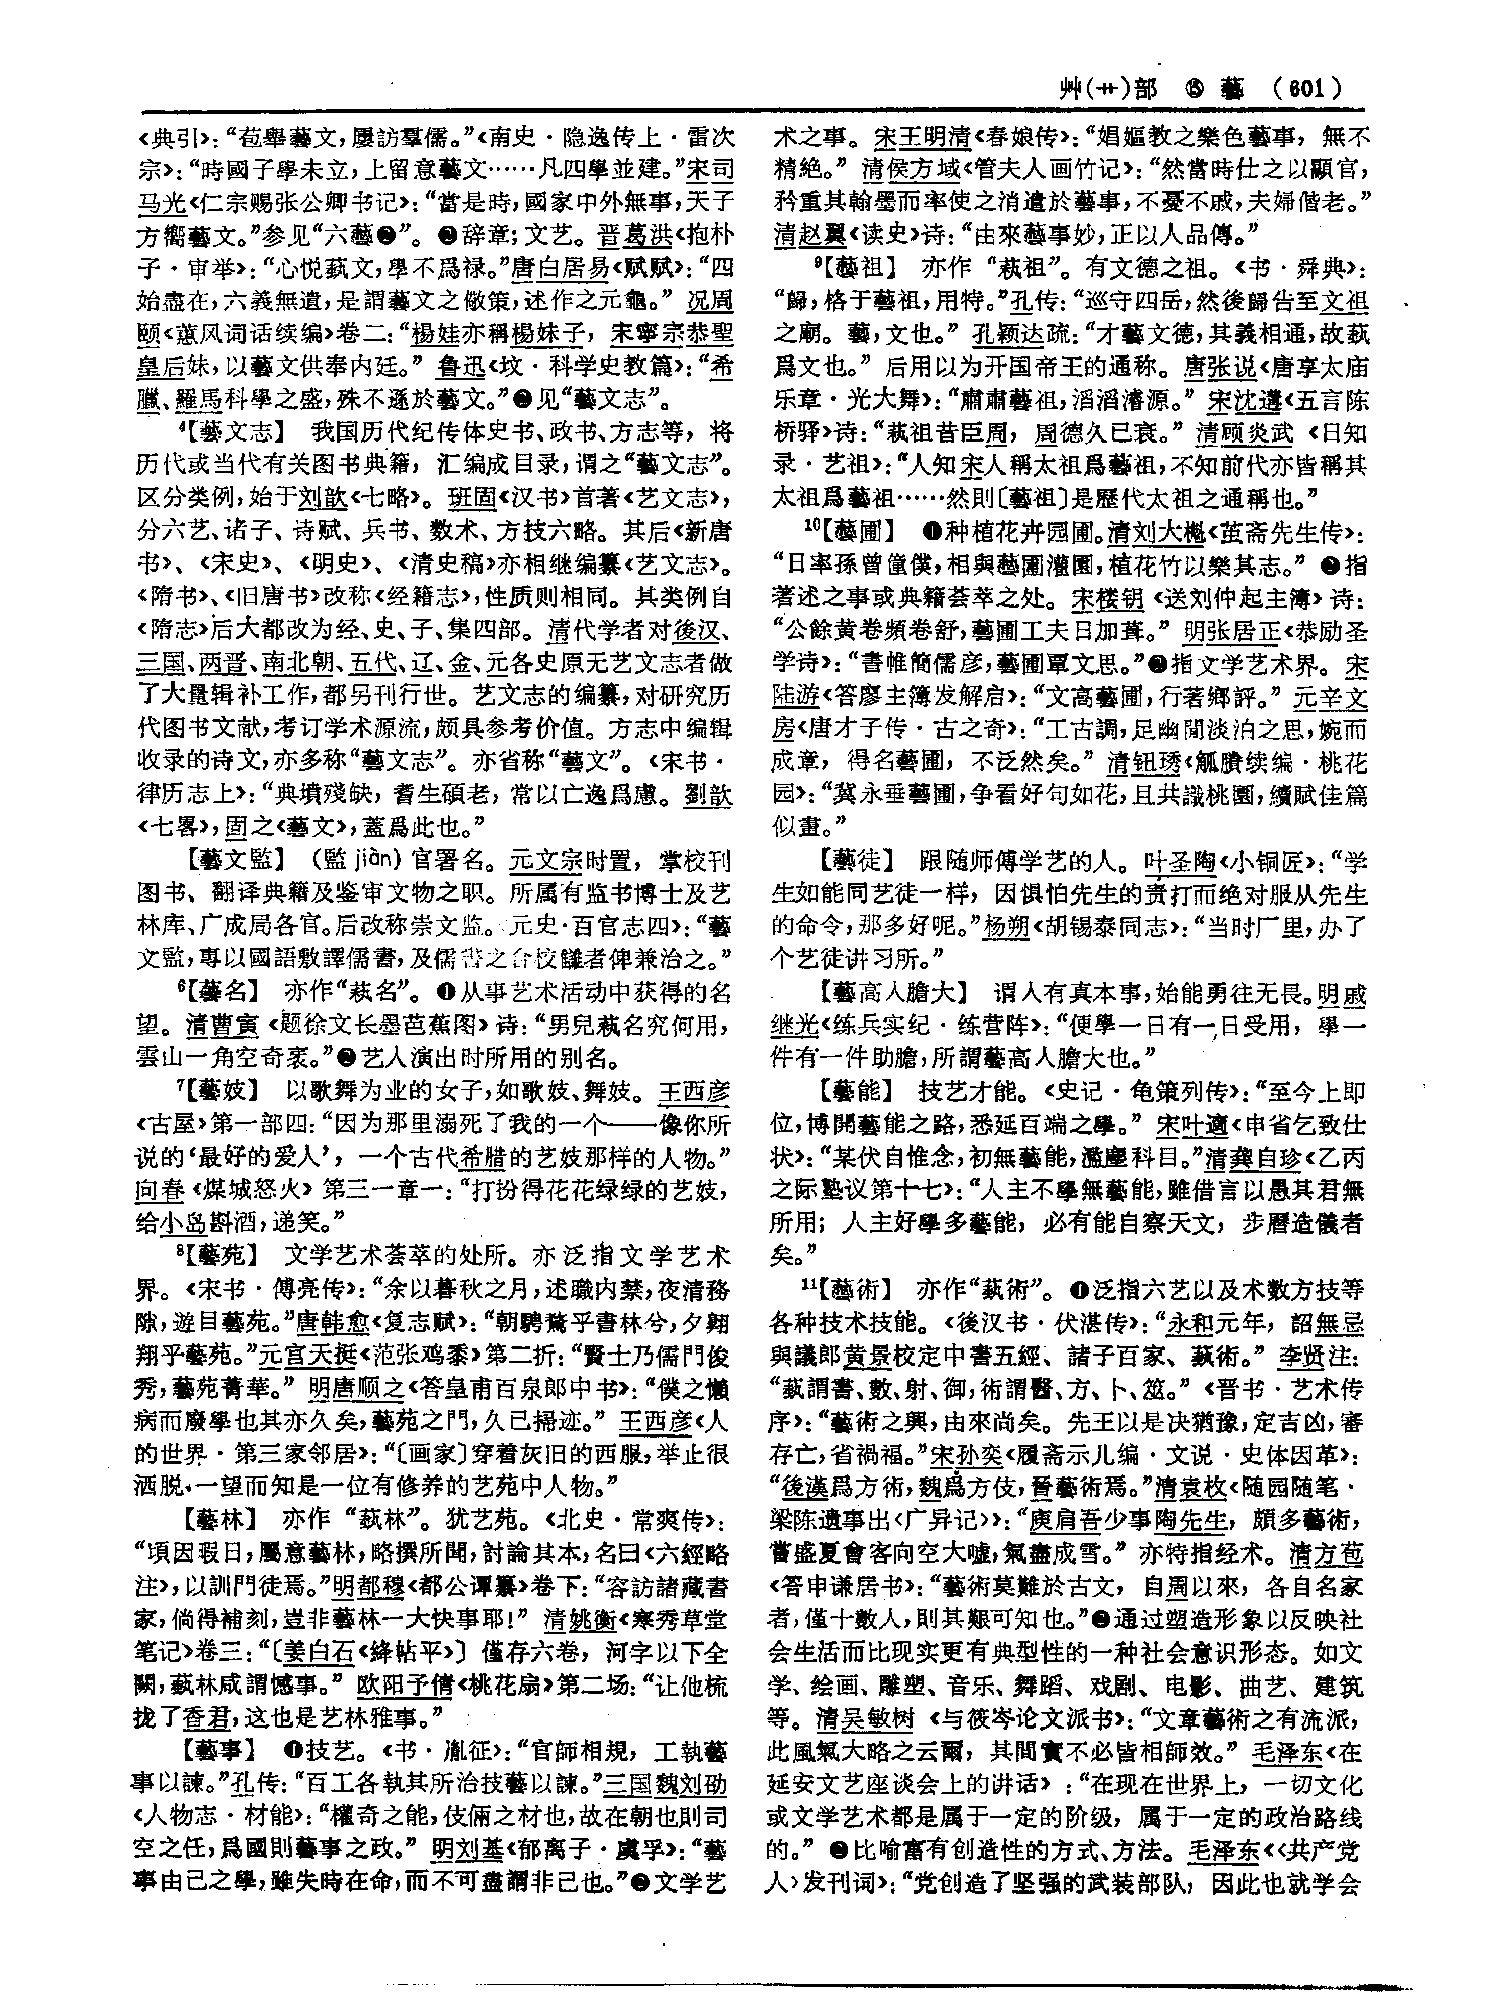 艸(艹)部 ⑮ 藝 (601)
〈典引〉：“苞舉藝文，屢訪羣儒。”〈南史·隐逸传上·雷次
宗〉：“時國子學未立，上留意藝文……凡四學並建。”宋司
马光〈仁宗赐张公卿书记〉：“當是時，國家中外無事，天子
方嚮藝文。”参见“六藝❷”。❷辞章；文艺。晋葛洪〈抱朴
子·审举〉：“心悦蓺文，學不爲禄。”唐白居易〈赋赋〉：“四
始盡在，六義無遺，是謂藝文之儆策，述作之元龜。” 况周
颐〈蕙风词话续编〉卷二：“楊娃亦稱楊妹子，宋寧宗恭聖
皇后妹，以藝文供奉内廷。” 鲁迅〈坟·科学史教篇〉：“希
臘、羅馬科學之盛，殊不遜於藝文。”❸见“藝文志”。
⁴【藝文志】 我国历代纪传体史书、政书、方志等，将
历代或当代有关图书典籍，汇编成目录，谓之“藝文志”。
区分类例，始于刘歆〈七略〉。班固〈汉书〉首著〈艺文志〉，
分六艺、诸子、诗赋、兵书、数术、方技六略。其后〈新唐
书〉、〈宋史〉、〈明史〉、〈清史稿〉亦相继编纂〈艺文志〉。
〈隋书〉、〈旧唐书〉改称〈经籍志〉，性质则相同。其类例自
〈隋志〉后大都改为经、史、子、集四部。清代学者对後汉、
三国、两晋、南北朝、五代、辽、金、元各史原无艺文志者做
了大量辑补工作，都另刊行世。艺文志的编纂，对研究历
代图书文献，考订学术源流，颇具参考价值。方志中编辑
收录的诗文，亦多称“藝文志”。亦省称“藝文”。〈宋书·
律历志上〉：“典墳殘缺，耆生碩老，常以亡逸爲慮。劉歆
〈七畧〉，固之〈藝文〉，蓋爲此也。”
【藝文監】 (監 jiàn) 官署名。元文宗时置，掌校刊
图书、翻译典籍及鉴审文物之职。所属有监书博士及艺
林库、广成局各官。后改称崇文监。元史·百官志四〉：“藝
文監，專以國語敷譯儒書，及儒書之合校讎者俾兼治之。”
⁶【藝名】 亦作“蓺名”。❶从事艺术活动中获得的名
望。清曹寅〈题徐文长墨芭蕉图〉诗：“男兒蓺名究何用，
雲山一角空奇袤。”❷艺人演出时所用的别名。
⁷【藝妓】 以歌舞为业的女子，如歌妓、舞妓。王西彦
〈古屋〉第一部四：“因为那里溺死了我的一个——像你所
说的‘最好的爱人’，一个古代希腊的艺妓那样的人物。”
向春〈煤城怒火〉第三一章一：“打扮得花花绿绿的艺妓，
给小岛斟酒，递笑。”
⁸【藝苑】 文学艺术荟萃的处所。亦泛指文学艺术
界。〈宋书·傅亮传〉：“余以暮秋之月，述職内禁，夜清務
隙，遊目藝苑。”唐韩愈〈复志赋〉：“朝騁騖乎書林兮，夕翱
翔乎藝苑。”元宫天挺〈范张鸡黍〉第二折：“賢士乃儒門俊
秀，藝苑菁華。” 明唐顺之〈答皇甫百泉郎中书〉：“僕之懶
病而廢學也其亦久矣，藝苑之門，久已掃迹。” 王西彦〈人
的世界·第三家邻居〉：“〔画家〕穿着灰旧的西服，举止很
洒脱，一望而知是一位有修养的艺苑中人物。”
【藝林】 亦作“蓺林”。犹艺苑。〈北史·常爽传〉：
“頃因暇日，屬意藝林，略撰所聞，討論其本，名曰〈六經略
注〉，以訓門徒焉。”明都穆〈都公谭纂〉卷下：“客訪諸藏書
家，倘得補刻，豈非藝林一大快事耶！” 清姚衡〈寒秀草堂
笔记〉卷三：“〔姜白石〈絳帖平〉〕僅存六卷，河字以下全
闕，蓺林咸謂憾事。” 欧阳予倩〈桃花扇〉第二场：“让他梳
拢了香君，这也是艺林雅事。”
【藝事】 ❶技艺。〈书·胤征〉：“官師相規，工執藝
事以諫。”孔传：“百工各執其所治技藝以諫。”三国魏刘劭
〈人物志·材能〉：“權奇之能，伎倆之材也，故在朝也則司
空之任，爲國則藝事之政。” 明刘基〈郁离子·虞孚〉：“藝
事由己之學，雖失時在命，而不可盡謂非己也。”❷文学艺
术之事。宋王明清〈春娘传〉：“娼嫗教之樂色藝事，無不
精絶。” 清侯方域〈管夫人画竹记〉：“然當時仕之以顯官，
矜重其翰墨而率使之消遣於藝事，不憂不戚，夫婦偕老。”
清赵翼〈读史〉诗：“由來藝事妙，正以人品傳。”
⁹【藝祖】 亦作“蓺祖”。有文德之祖。〈书·舜典〉：
“歸，格于藝祖，用特。”孔传：“巡守四岳，然後歸告至文祖
之廟。藝，文也。” 孔颖达疏：“才藝文德，其義相通，故蓺
爲文也。” 后用以为开国帝王的通称。唐张说〈唐享太庙
乐章·光大舞〉：“肅肅藝祖，滔滔濬源。” 宋沈遘〈五言陈
桥驿〉诗：“蓺祖昔臣周，周德久已衰。” 清顾炎武〈日知
录·艺祖〉：“人知宋人稱太祖爲藝祖，不知前代亦皆稱其
太祖爲藝祖……然則〔藝祖〕是歷代太祖之通稱也。”
¹⁰【藝圃】 ❶种植花卉园圃。清刘大櫆〈茧斋先生传〉：
“日率孫曾僮僕，相與藝圃灌園，植花竹以樂其志。” ❷指
著述之事或典籍荟萃之处。宋楼钥〈送刘仲起主簿〉诗：
“公餘黄卷頻卷舒，藝圃工夫日加葺。” 明张居正〈恭励圣
学诗〉：“書帷簡儒彦，藝圃覃文思。”❸指文学艺术界。宋
陆游〈答廖主簿发解启〉：“文高藝圃，行著鄉評。” 元辛文
房〈唐才子传·古之奇〉：“工古調，足幽閒淡泊之思，婉而
成章，得名藝圃，不泛然矣。” 清钮琇〈觚賸续编·桃花
园〉：“冀永垂藝圃，争看好句如花，且共識桃園，續賦佳篇
似畫。”
【藝徒】 跟随师傅学艺的人。叶圣陶〈小铜匠〉：“学
生如能同艺徒一样，因惧怕先生的责打而绝对服从先生
的命令，那多好呢。”杨朔〈胡锡泰同志〉：“当时厂里，办了
个艺徒讲习所。”
【藝高人膽大】 谓人有真本事，始能勇往无畏。明戚
继光〈练兵实纪·练营阵〉：“便學一日有一日受用，學一
件有一件助膽，所謂藝高人膽大也。”
【藝能】 技艺才能。〈史记·龟策列传〉：“至今上即
位，博開藝能之路，悉延百端之學。” 宋叶適〈申省乞致仕
状〉：“某伏自惟念，初無藝能，濫塵科目。”清龚自珍〈乙丙
之际塾议第十七〉：“人主不學無藝能，雖借言以愚其君無
所用；人主好學多藝能，必有能自察天文，步曆造儀者
矣。”
¹¹【藝術】 亦作“蓺術”。❶泛指六艺以及术数方技等
各种技术技能。〈後汉书·伏湛传〉：“永和元年，詔無忌
與議郎黄景校定中書五經、諸子百家、蓺術。” 李贤注：
“蓺謂書、數、射、御，術謂醫、方、卜、筮。”〈晋书·艺术传
序〉：“藝術之興，由來尚矣。先王以是决猶豫，定吉凶，審
存亡，省禍福。”宋孙奕〈履斋示儿编·文说·史体因革〉：
“後漢爲方術，魏爲方伎，晉藝術焉。”清袁枚〈随园随笔·
梁陈遗事出〈广异记〉〉：“庾肩吾少事陶先生，頗多藝術，
嘗盛夏會客向空大嘘，氣盡成雪。” 亦特指经术。清方苞
〈答申谦居书〉：“藝術莫難於古文，自周以來，各自名家
者，僅十數人，則其艱可知也。”❷通过塑造形象以反映社
会生活而比现实更有典型性的一种社会意识形态。如文
学、绘画、雕塑、音乐、舞蹈、戏剧、电影、曲艺、建筑
等。清吴敏树〈与筱岑论文派书〉：“文章藝術之有流派，
此風氣大略之云爾，其間實不必皆相師效。” 毛泽东〈在
延安文艺座谈会上的讲话〉：“在现在世界上，一切文化
或文学艺术都是属于一定的阶级，属于一定的政治路线
的。” ❸比喻富有创造性的方式、方法。毛泽东〈〈共产党
人〉发刊词〉：“党创造了坚强的武装部队，因此也就学会